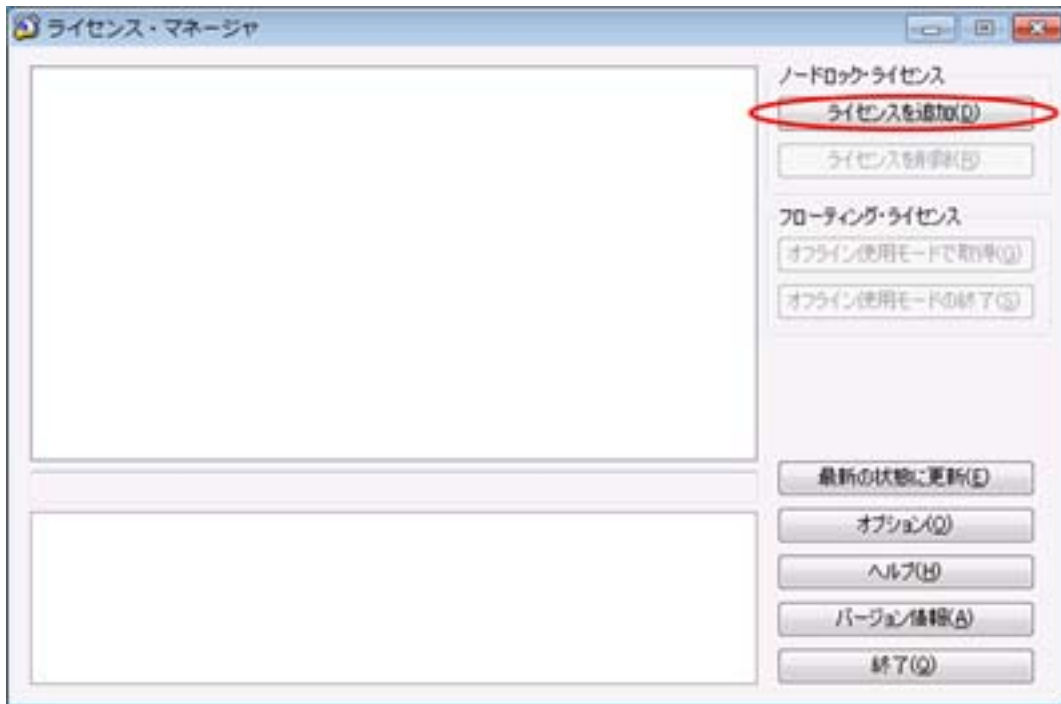 ライセンス・マネージャ
ノードロック・ライセンス
ライセンスを追加(D)
ライセンスを削除(R)
フローティング・ライセンス
オフライン使用モードで取得(G)
オフライン使用モードの終了(S)
最新の状態に更新(E)
オプション(O)
ヘルプ(H)
バージョン情報(A)
終了(Q)